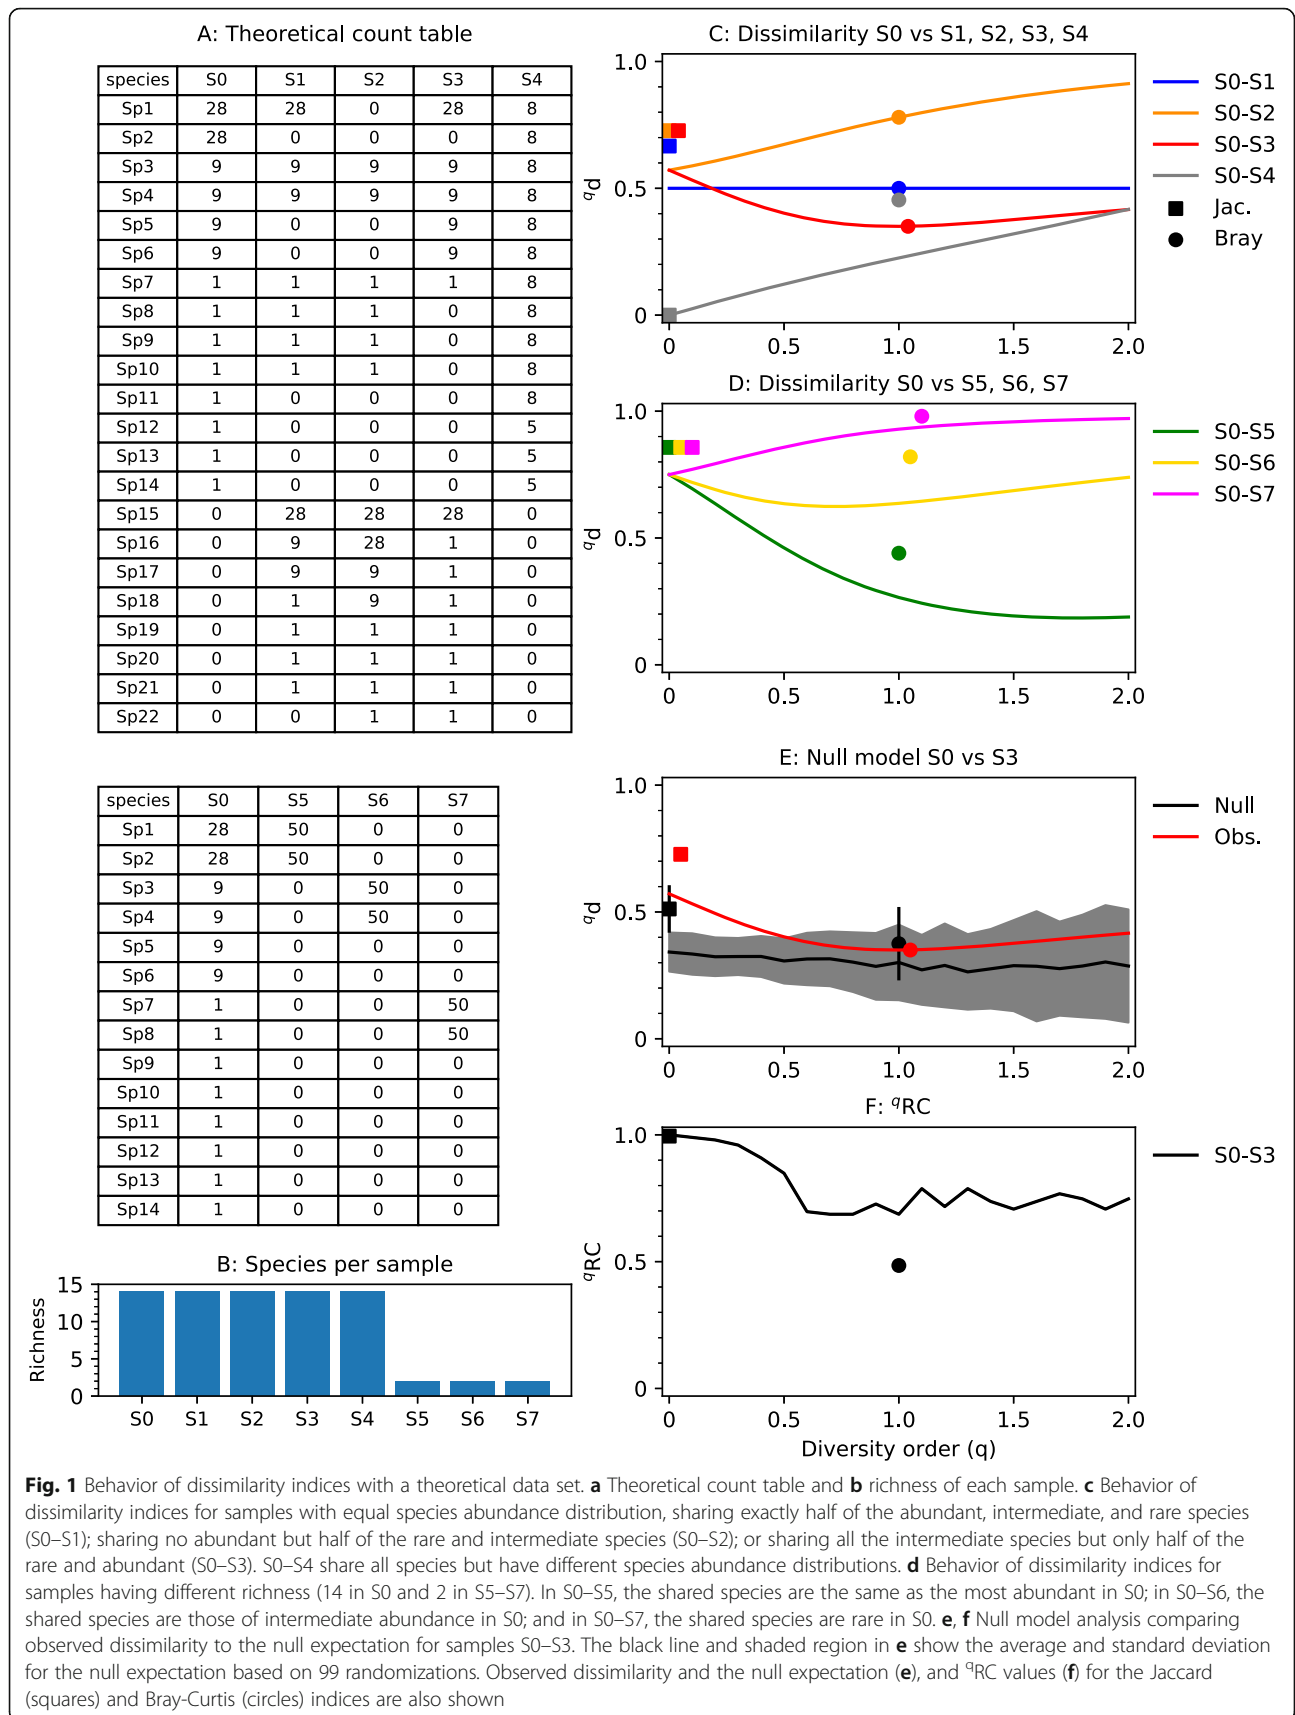 A: Theoretical count table
species S0 S1 S2 S3 S4
Sp1 28 28 0 28 8
Sp2 28 0 0 0 8
Sp3 9 9 9 9 8
Sp4 9 9 9 9 8
Sp5 9 0 0 9 8
Sp6 9 0 0 9 8
Sp7 1 1 1 1 8
Sp8 1 1 1 0 8
Sp9 1 1 1 0 8
Sp10 1 1 1 0 8
Sp11 1 0 0 0 8
Sp12 1 0 0 0 5
Sp13 1 0 0 0 5
Sp14 1 0 0 0 5
Sp15 0 28 28 28 0
Sp16 0 9 28 1 0
Sp17 0 9 9 1 0
Sp18 0 1 9 1 0
Sp19 0 1 1 1 0
Sp20 0 1 1 1 0
Sp21 0 1 1 1 0
Sp22 0 0 1 1 0
species S0 S5 S6 S7
Sp1 28 50 0 0
Sp2 28 50 0 0
Sp3 9 0 50 0
Sp4 9 0 50 0
Sp5 9 0 0 0
Sp6 9 0 0 0
Sp7 1 0 0 50
Sp8 1 0 0 50
Sp9 1 0 0 0
Sp10 1 0 0 0
Sp11 1 0 0 0
Sp12 1 0 0 0
Sp13 1 0 0 0
Sp14 1 0 0 0
B: Species per sample
Richness
15
10
5
0
S0 S1 S2 S3 S4 S5 S6 S7
C: Dissimilarity S0 vs S1, S2, S3, S4
qd
1.0
0.5
0
0 0.5 1.0 1.5 2.0
S0-S1
S0-S2
S0-S3
S0-S4
Jac.
Bray
D: Dissimilarity S0 vs S5, S6, S7
qd
1.0
0.5
0
0 0.5 1.0 1.5 2.0
S0-S5
S0-S6
S0-S7
E: Null model S0 vs S3
qd
1.0
0.5
0
0 0.5 1.0 1.5 2.0
Null
Obs.
F: qRC
qRC
1.0
0.5
0
0 0.5 1.0 1.5 2.0
S0-S3
Diversity order (q)
Fig. 1 Behavior of dissimilarity indices with a theoretical data set. a Theoretical count table and b richness of each sample. c Behavior of
dissimilarity indices for samples with equal species abundance distribution, sharing exactly half of the abundant, intermediate, and rare species
(S0–S1); sharing no abundant but half of the rare and intermediate species (S0–S2); or sharing all the intermediate species but only half of the
rare and abundant (S0–S3). S0–S4 share all species but have different species abundance distributions. d Behavior of dissimilarity indices for
samples having different richness (14 in S0 and 2 in S5–S7). In S0–S5, the shared species are the same as the most abundant in S0; in S0–S6, the
shared species are those of intermediate abundance in S0; and in S0–S7, the shared species are rare in S0. e, f Null model analysis comparing
observed dissimilarity to the null expectation for samples S0–S3. The black line and shaded region in e show the average and standard deviation
for the null expectation based on 99 randomizations. Observed dissimilarity and the null expectation (e), and qRC values (f) for the Jaccard
(squares) and Bray-Curtis (circles) indices are also shown